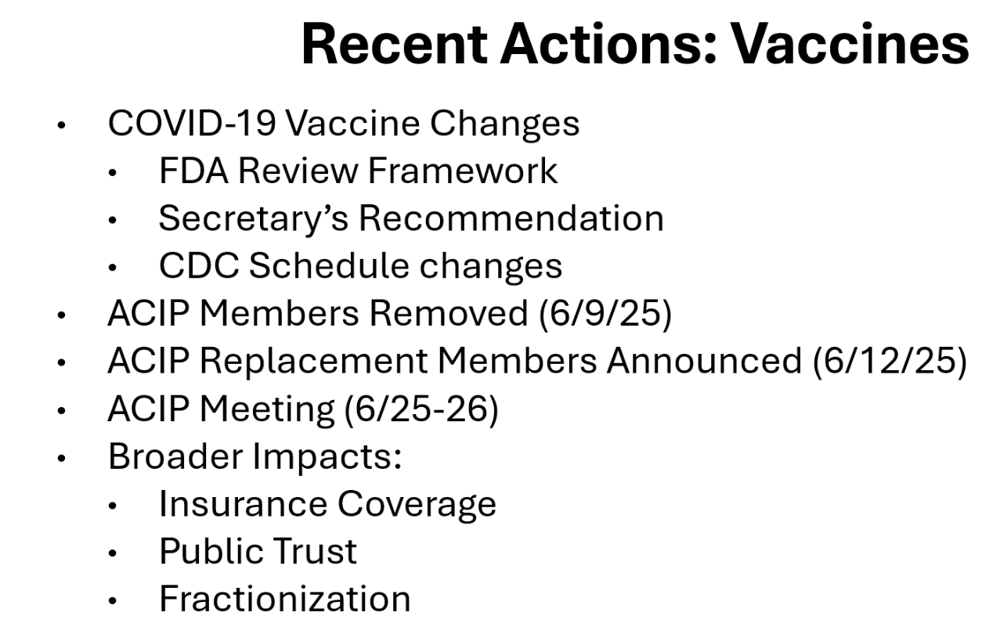 Recent Actions: Vaccines
• COVID-19 Vaccine Changes
• FDA Review Framework
• Secretary’s Recommendation
• CDC Schedule changes
• ACIP Members Removed (6/9/25)
• ACIP Replacement Members Announced (6/12/25)
• ACIP Meeting (6/25-26)
• Broader Impacts:
• Insurance Coverage
• Public Trust
• Fractionization